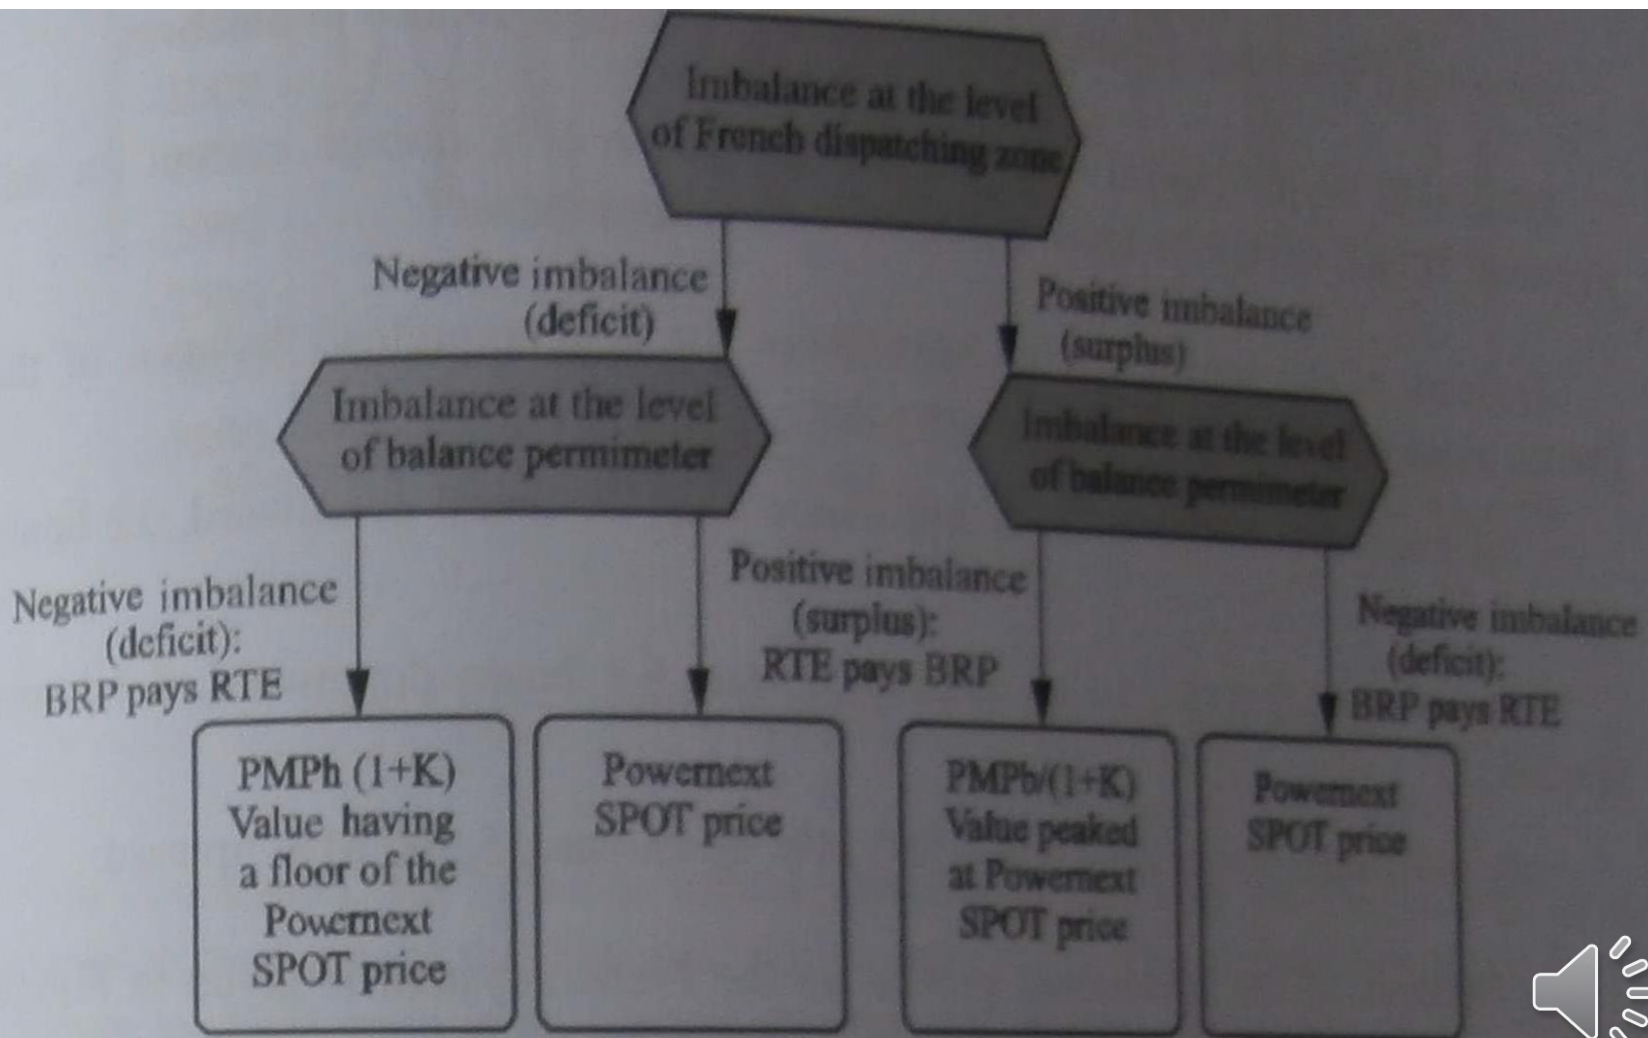 Imbalance at the level
of French dispatching zone
Negative imbalance
(deficit)
Positive imbalance
(surplus)
Imbalance at the level
of balance permimeter
Imbalance at the level
of balance permimeter
Negative imbalance
(deficit):
BRP pays RTE
Positive imbalance
(surplus):
RTE pays BRP
Negative imbalance
(deficit):
BRP pays RTE
PMPh (1+K)
Value having
a floor of the
Powernext
SPOT price
Powernext
SPOT price
PMPb/(1+K)
Value peaked
at Powernext
SPOT price
Powernext
SPOT price